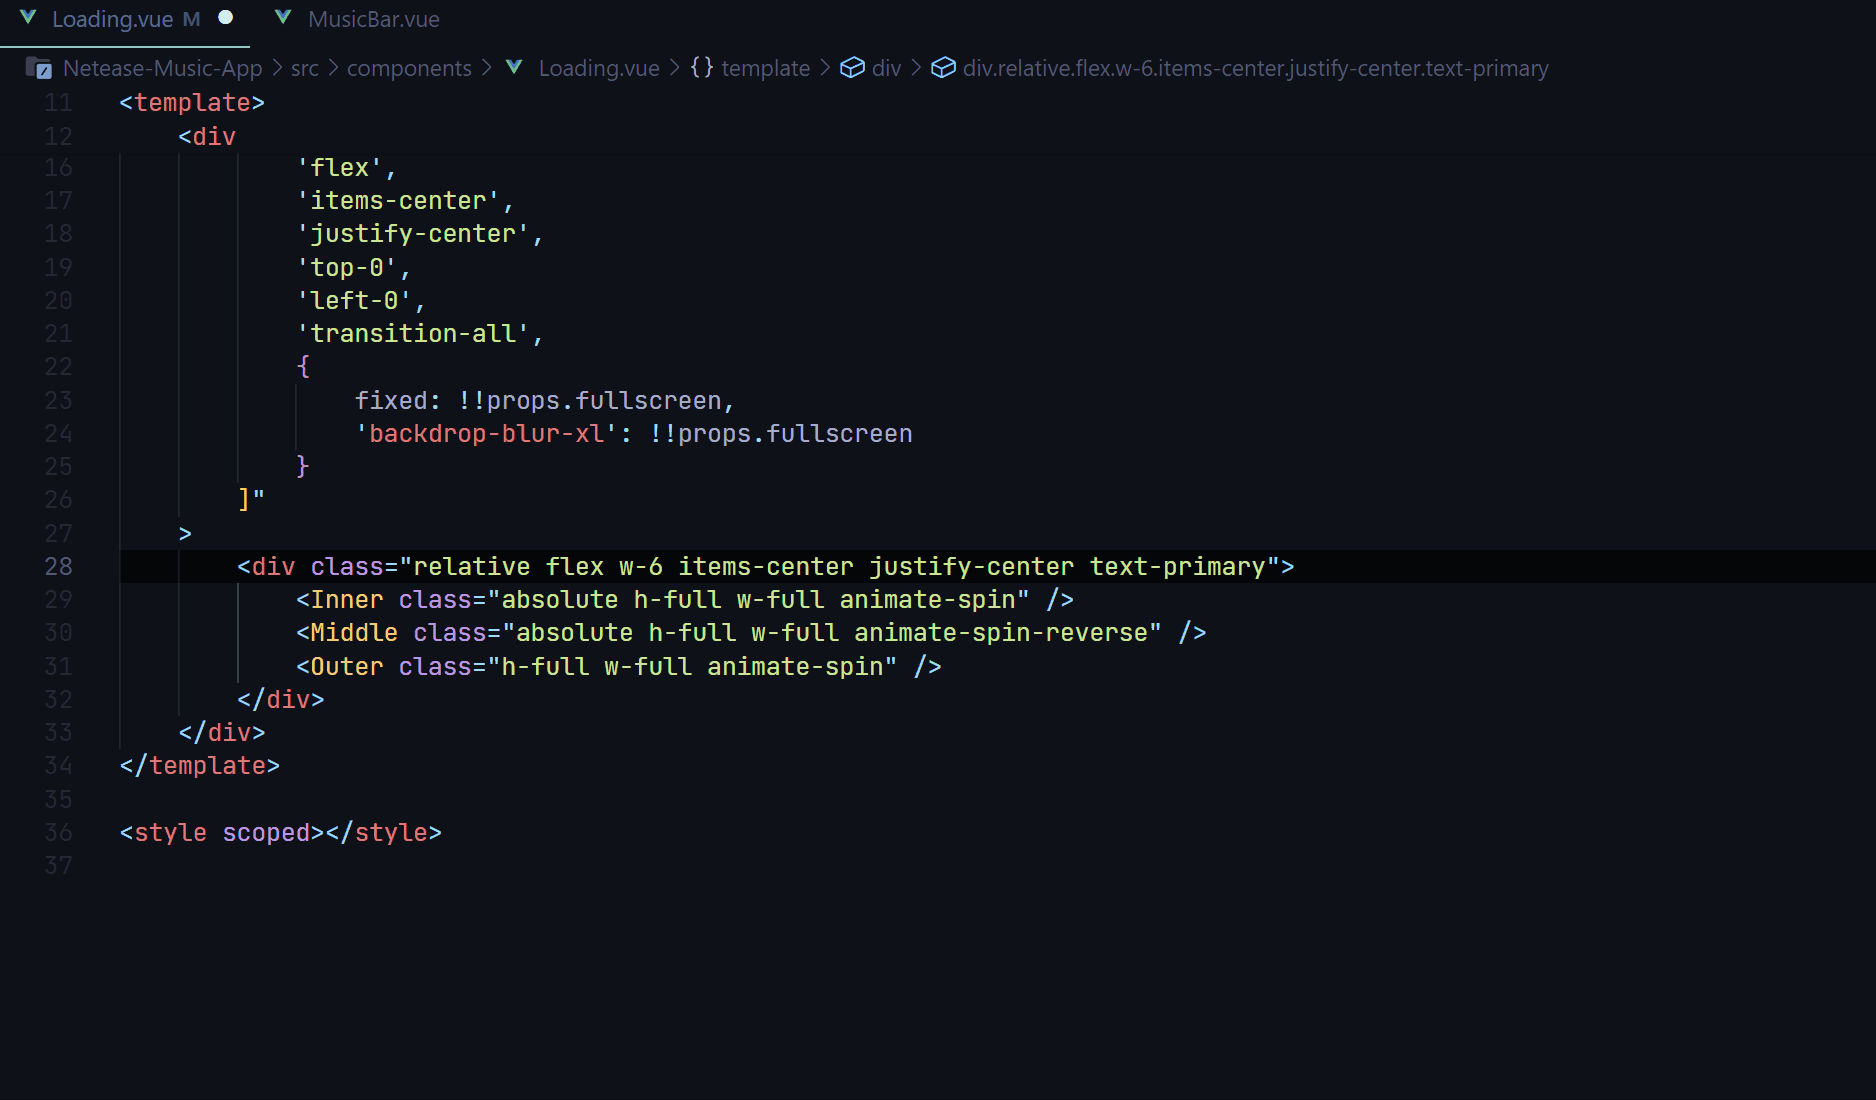 Loading.vue M MusicBar.vue
Netease-Music-App > src > components > Loading.vue > {} template > div > div.relative.flex.w-6.items-center.justify-center.text-primary
11 <template>
12 <div
16 'flex',
17 'items-center',
18 'justify-center',
19 'top-0',
20 'left-0',
21 'transition-all',
22 {
23 fixed: !!props.fullscreen,
24 'backdrop-blur-xl': !!props.fullscreen
25 }
26 ]"
27 >
28 <div class="relative flex w-6 items-center justify-center text-primary">
29 <Inner class="absolute h-full w-full animate-spin" />
30 <Middle class="absolute h-full w-full animate-spin-reverse" />
31 <Outer class="h-full w-full animate-spin" />
32 </div>
33 </div>
34 </template>
35
36 <style scoped></style>
37